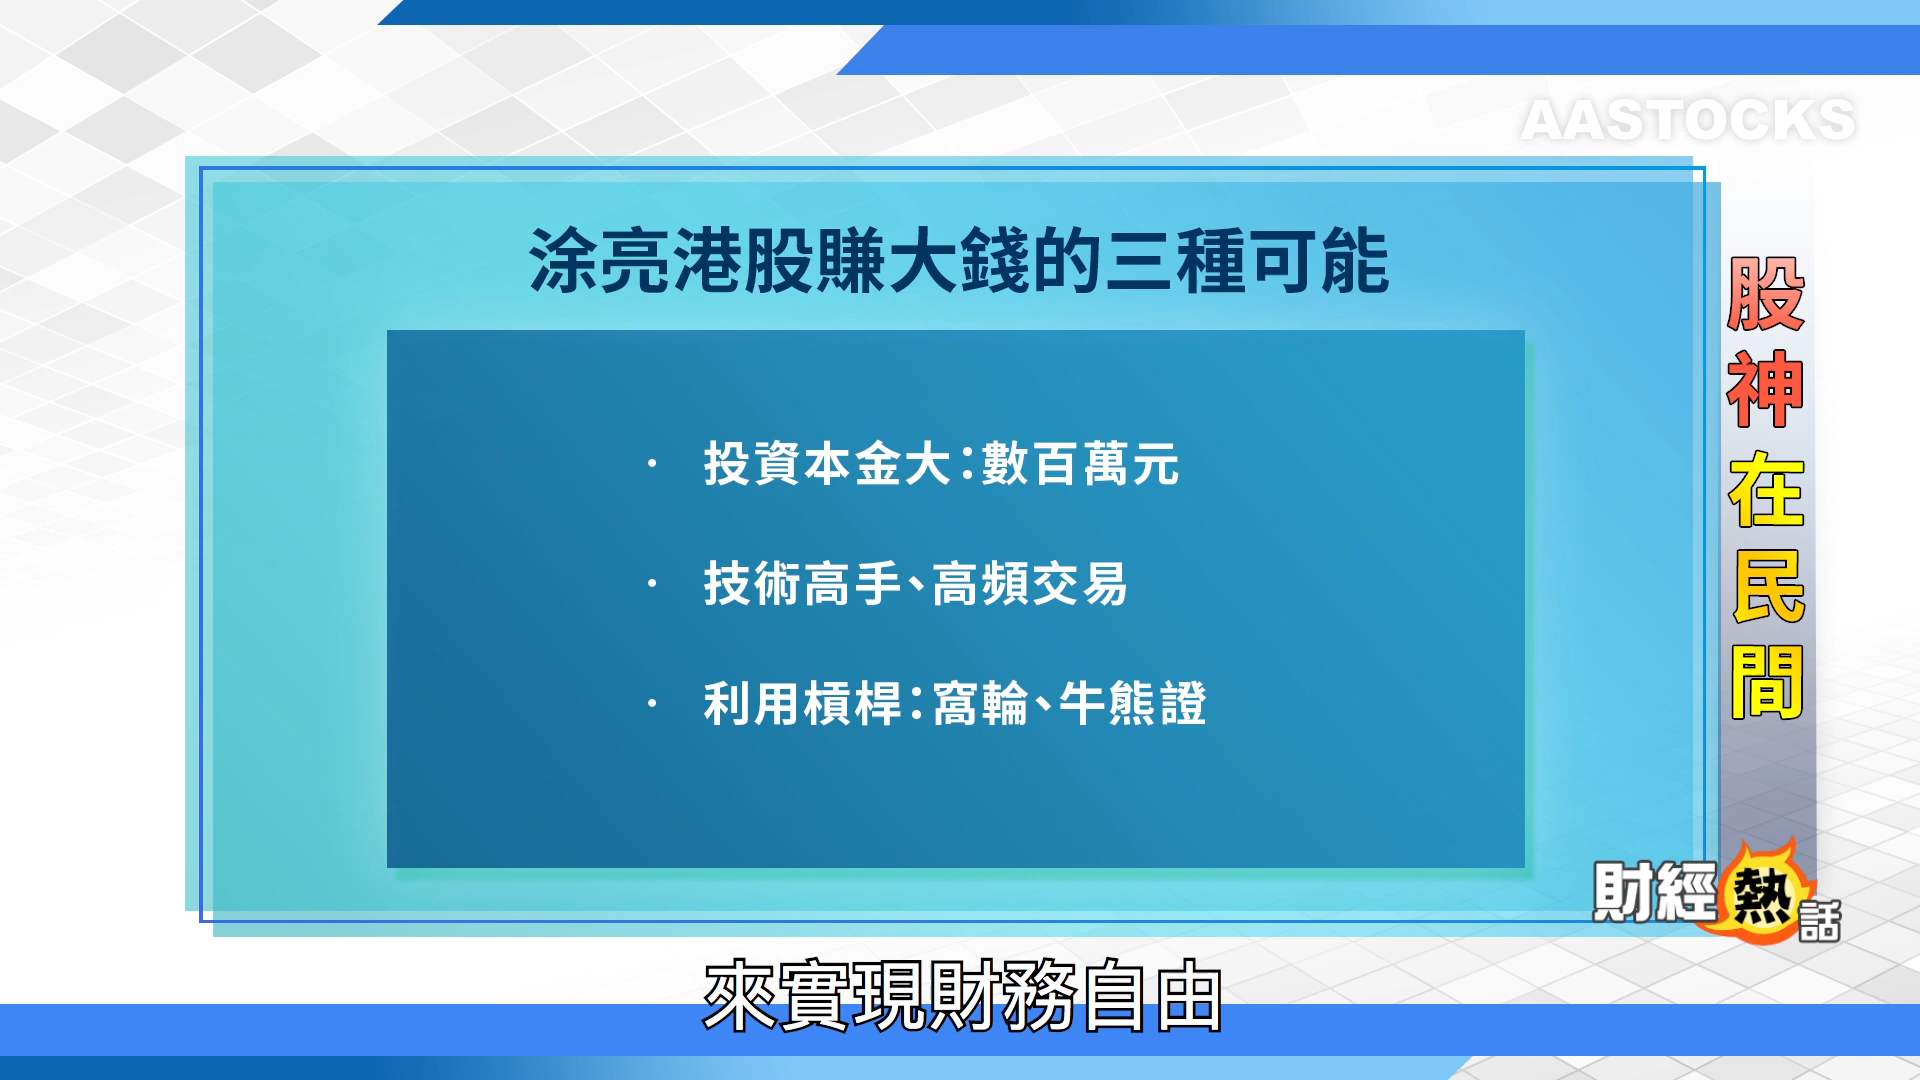 AASTOCKS
涂亮港股賺大錢的三種可能
· 投資本金大：數百萬元
· 技術高手、高頻交易
· 利用槓桿：窩輪、牛熊證
股神在民間
財經熱話
來實現財務自由